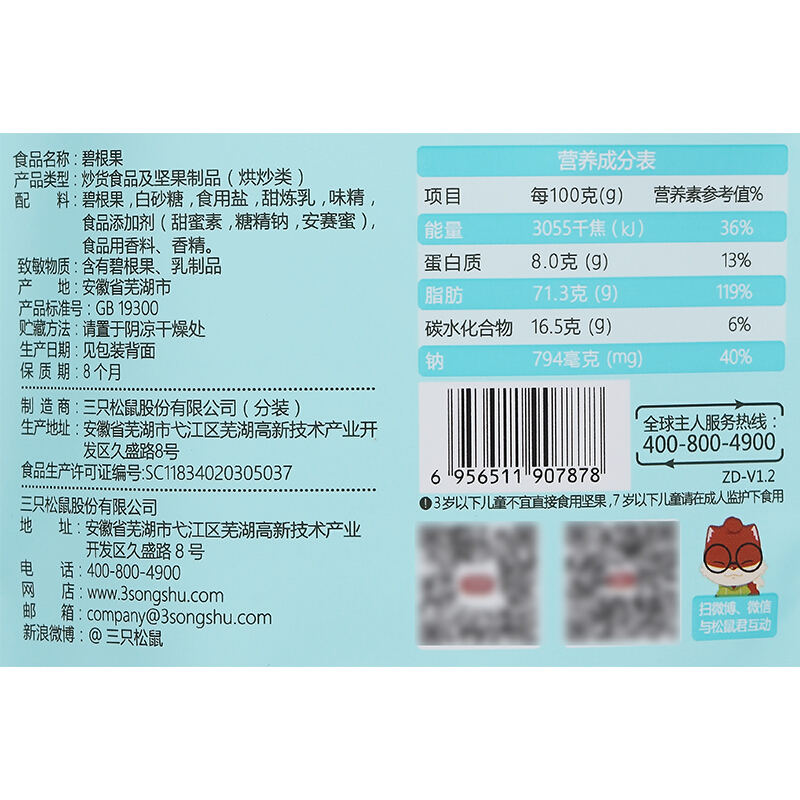 食品名称：碧根果
产品类型：炒货食品及坚果制品（烘炒类）
配　　料：碧根果，白砂糖，食用盐，甜炼乳，味精，
食品添加剂（甜蜜素，糖精钠，安赛蜜），
食品用香料、香精。
致敏物质：含有碧根果、乳制品
产　　地：安徽省芜湖市
产品标准号：GB 19300
贮藏方法：请置于阴凉干燥处
生产日期：见包装背面
保 质 期：8个月
制 造 商：三只松鼠股份有限公司（分装）
生产地址：安徽省芜湖市弋江区芜湖高新技术产业开
发区久盛路8号
食品生产许可证编号:SC11834020305037
三只松鼠股份有限公司
地　　址：安徽省芜湖市弋江区芜湖高新技术产业
开发区久盛路 8 号
电　　话：400-800-4900
网　　店：www.3songshu.com
邮　　箱：company@3songshu.com
新浪微博：@ 三只松鼠
营养成分表
项目 每100克(g) 营养素参考值%
能量 3055千焦（kJ） 36%
蛋白质 8.0克 (g) 13%
脂肪 71.3克 (g) 119%
碳水化合物 16.5克 (g) 6%
钠 794毫克 (mg) 40%
6 956511 907878
全球主人服务热线：
400-800-4900
ZD-V1.2
! 3岁以下儿童不宜直接食用坚果，7岁以下儿童请在成人监护下食用
扫微博、微信
与松鼠君互动